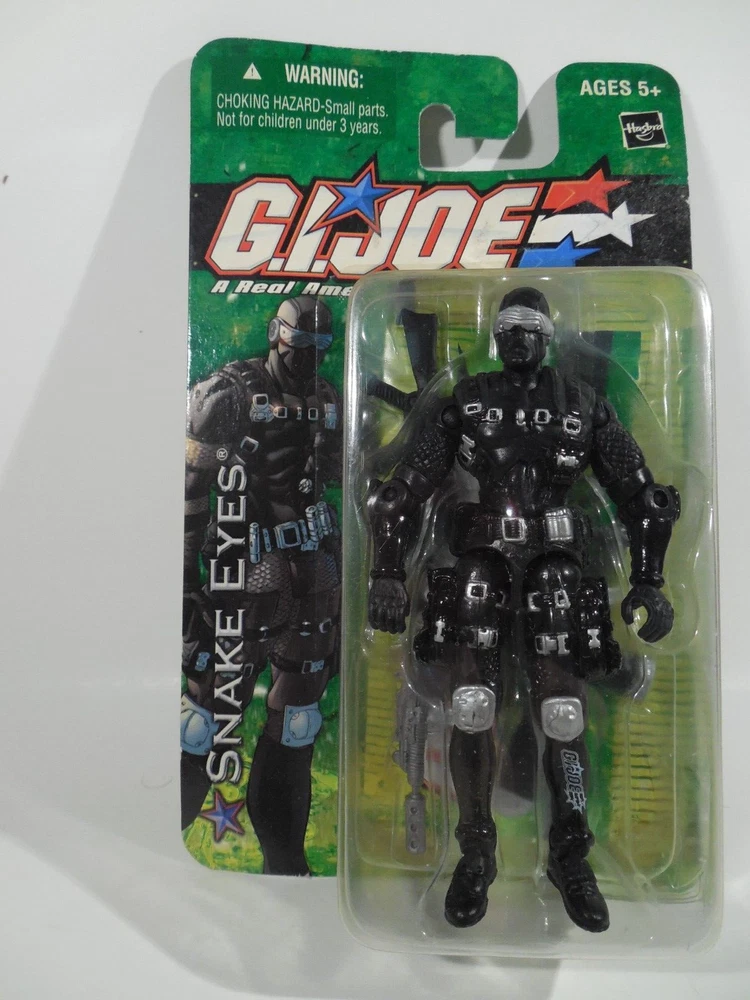 ⚠ WARNING:
CHOKING HAZARD-Small parts.
Not for children under 3 years.
AGES 5+
Hasbro
G.I. JOE
A Real Ame
SNAKE EYES®
G.I. JOE